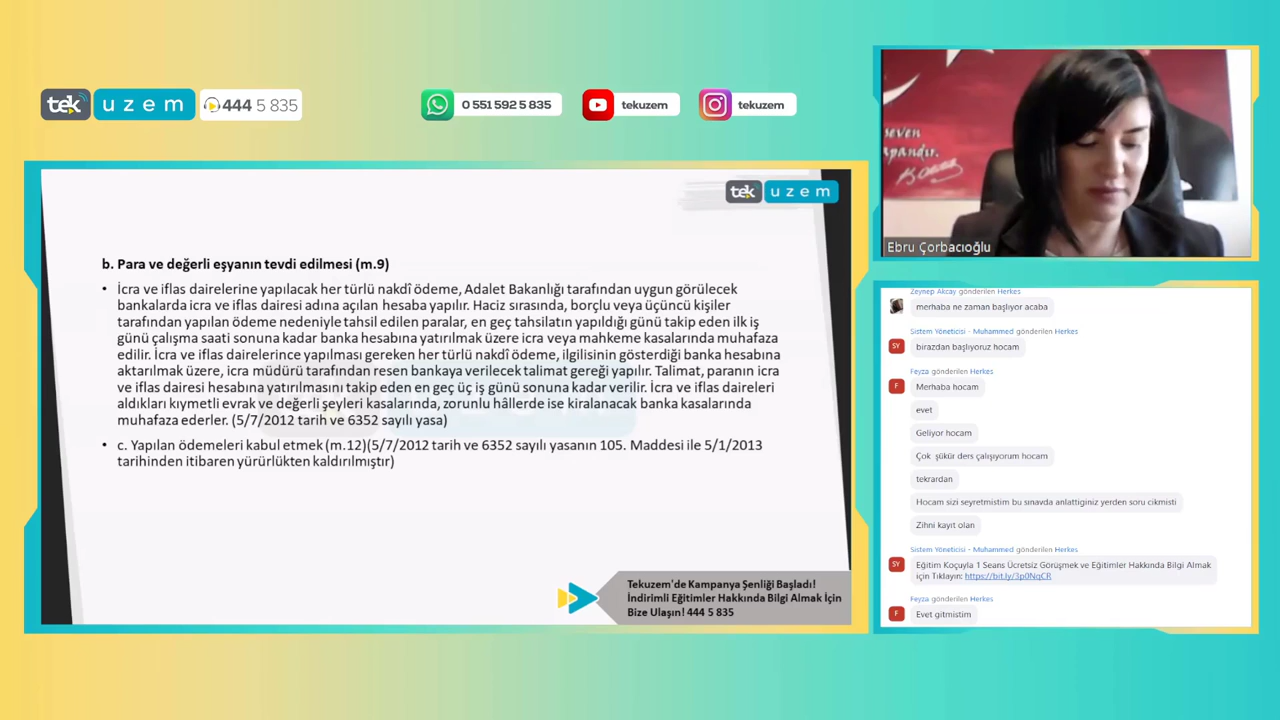 tek uzem 444 5 835
0 551 592 5 835
tekuzem
tekuzem
tek uzem
b. Para ve değerli eşyanın tevdi edilmesi (m.9)
• İcra ve iflas dairelerine yapılacak her türlü nakdî ödeme, Adalet Bakanlığı tarafından uygun görülecek
bankalarda icra ve iflas dairesi adına açılan hesaba yapılır. Haciz sırasında, borçlu veya üçüncü kişiler
tarafından yapılan ödeme nedeniyle tahsil edilen paralar, en geç tahsilatın yapıldığı günü takip eden ilk iş
günü çalışma saati sonuna kadar banka hesabına yatırılmak üzere icra veya mahkeme kasalarında muhafaza
edilir. İcra ve iflas dairelerince yapılması gereken her türlü nakdî ödeme, ilgilisinin gösterdiği banka hesabına
aktarılmak üzere, icra müdürü tarafından resen bankaya verilecek talimat gereği yapılır. Talimat, paranın icra
ve iflas dairesi hesabına yatırılmasını takip eden en geç üç iş günü sonuna kadar verilir. İcra ve iflas daireleri
aldıkları kıymetli evrak ve değerli şeyleri kasalarında, zorunlu hâllerde ise kiralanacak banka kasalarında
muhafaza ederler. (5/7/2012 tarih ve 6352 sayılı yasa)
• c. Yapılan ödemeleri kabul etmek (m.12)(5/7/2012 tarih ve 6352 sayılı yasanın 105. Maddesi ile 5/1/2013
tarihinden itibaren yürürlükten kaldırılmıştır)
Tekuzem'de Kampanya Şenliği Başladı!
İndirimli Eğitimler Hakkında Bilgi Almak İçin
Bize Ulaşın! 444 5 835
seven
apandır.
Ebru Çorbacıoğlu
Zeynep Akcay gönderilen Herkes
merhaba ne zaman başlıyor acaba
Sistem Yöneticisi - Muhammed gönderilen Herkes
SY
birazdan başlıyoruz hocam
Feyza gönderilen Herkes
F
Merhaba hocam
evet
Geliyor hocam
Çok şükür ders çalışıyorum hocam
tekrardan
Hocam sizi seyretmistim bu sınavda anlattiginiz yerden soru cikmisti
Zihni kayıt olan
Sistem Yöneticisi - Muhammed gönderilen Herkes
SY
Eğitim Koçuyla 1 Seans Ücretsiz Görüşmek ve Eğitimler Hakkında Bilgi Almak
için Tıklayın: https://bit.ly/3p0NqCR
Feyza gönderilen Herkes
F
Evet gitmistim